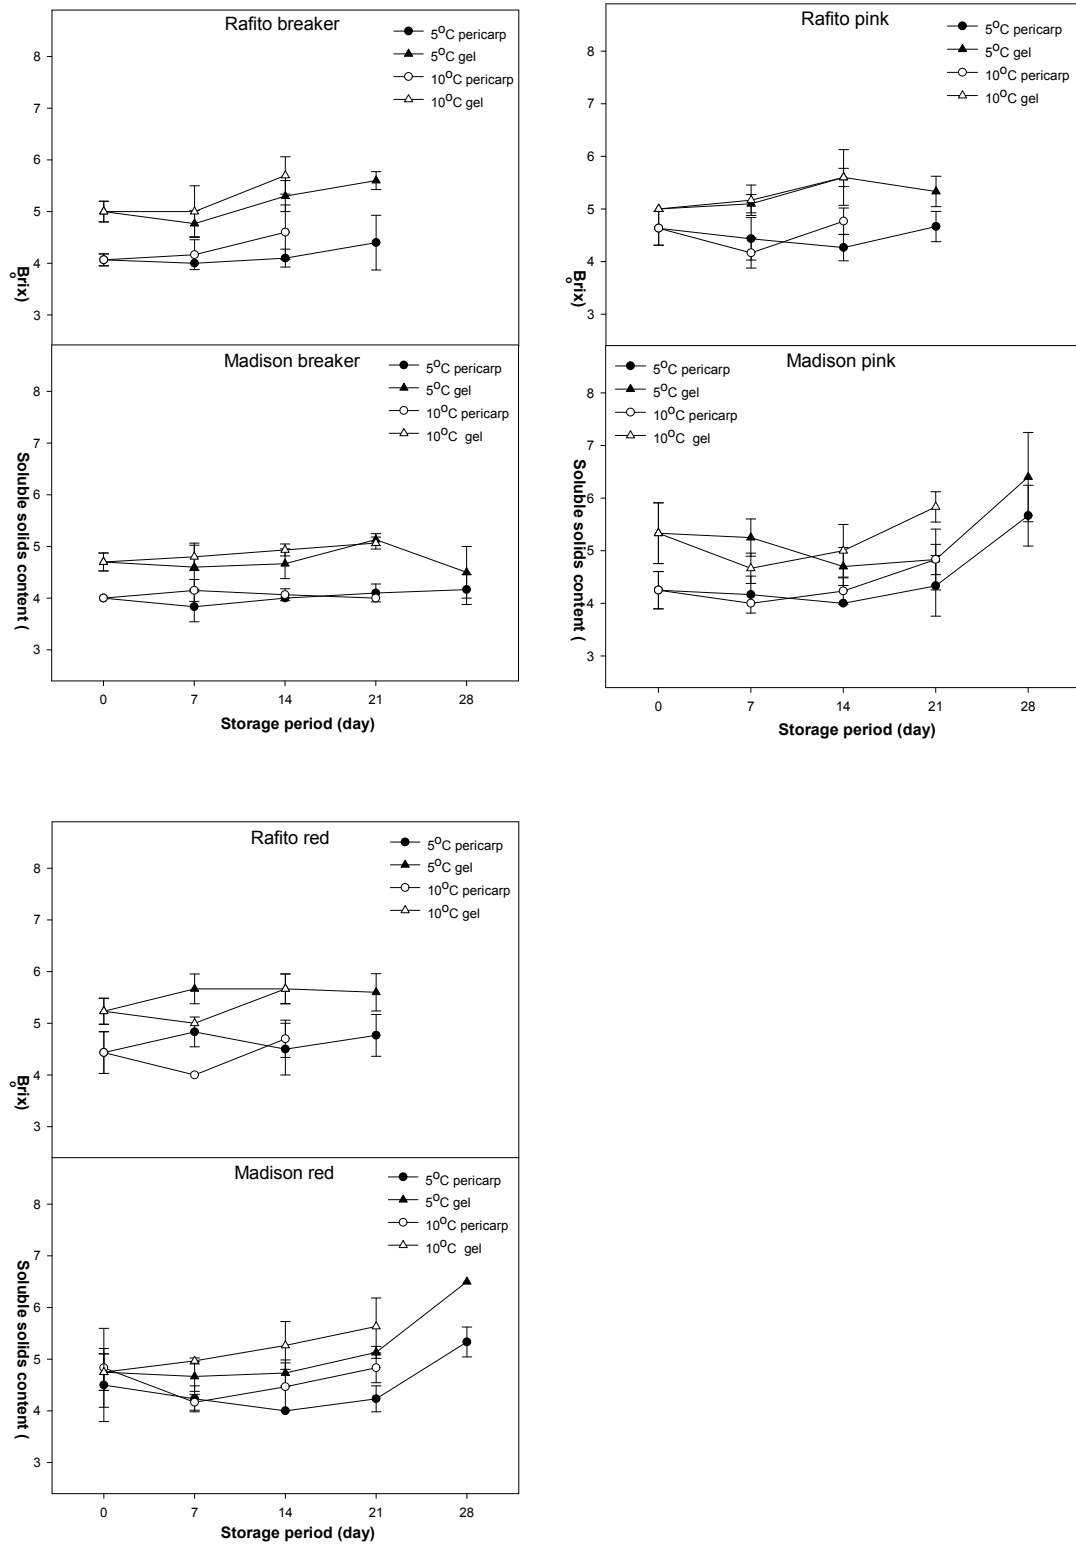 Rafito breaker
5°C pericarp
5°C gel
10°C pericarp
10°C gel
8
7
6
5
4
3
Soluble solids content (°Brix)
Madison breaker
5°C pericarp
5°C gel
10°C pericarp
10°C gel
8
7
6
5
4
3
0 7 14 21 28
Storage period (day)
Rafito pink
5°C pericarp
5°C gel
10°C pericarp
10°C gel
8
7
6
5
4
3
Soluble solids content (°Brix)
Madison pink
5°C pericarp
5°C gel
10°C pericarp
10°C gel
8
7
6
5
4
3
0 7 14 21 28
Storage period (day)
Rafito red
5°C pericarp
5°C gel
10°C pericarp
10°C gel
8
7
6
5
4
3
Soluble solids content (°Brix)
Madison red
5°C pericarp
5°C gel
10°C pericarp
10°C gel
8
7
6
5
4
3
0 7 14 21 28
Storage period (day)